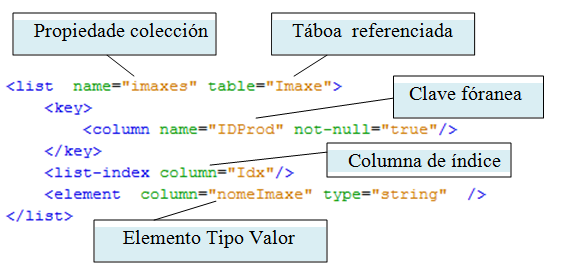 Propiedade colección
Táboa referenciada
<list name="imaxes" table="Imaxe">
<key>
Clave fóranea
<column name="IDProd" not-null="true"/>
</key>
Columna de índice
<list-index column="Idx"/>
<element column="nomeImaxe" type="string" />
</list>
Elemento Tipo Valor